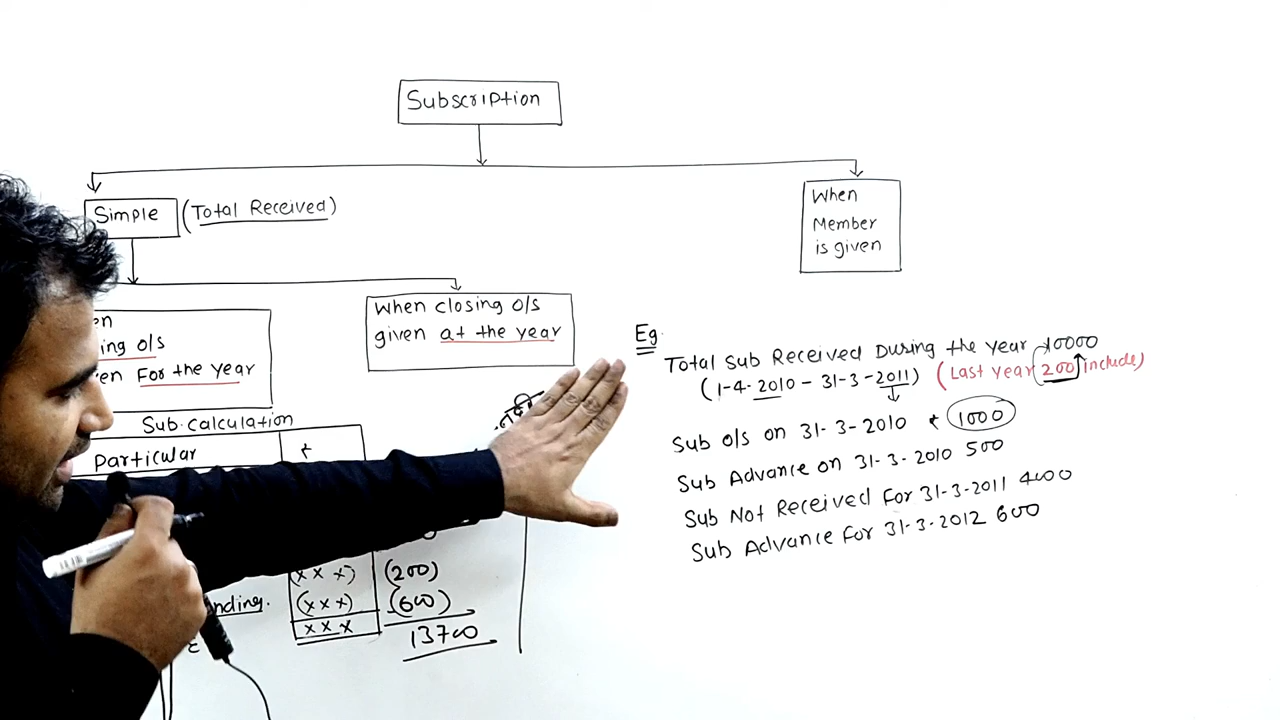 Subscription
Simple (Total Received)
When
Member
is given
ing o/s
en For the year
When closing o/s
given at the year
Sub. calculation
Particular
(x x x) (200)
nding. (x x x) (600)
x x x 13700
Eg.
Total Sub Received During the year 10000
(1-4-2010 - 31-3-2011) (Last year 200 include)
Sub o/s on 31-3-2010 1000
Sub Advance on 31-3-2010 500
Sub Not Received For 31-3-2011 4000
Sub Advance For 31-3-2012 600